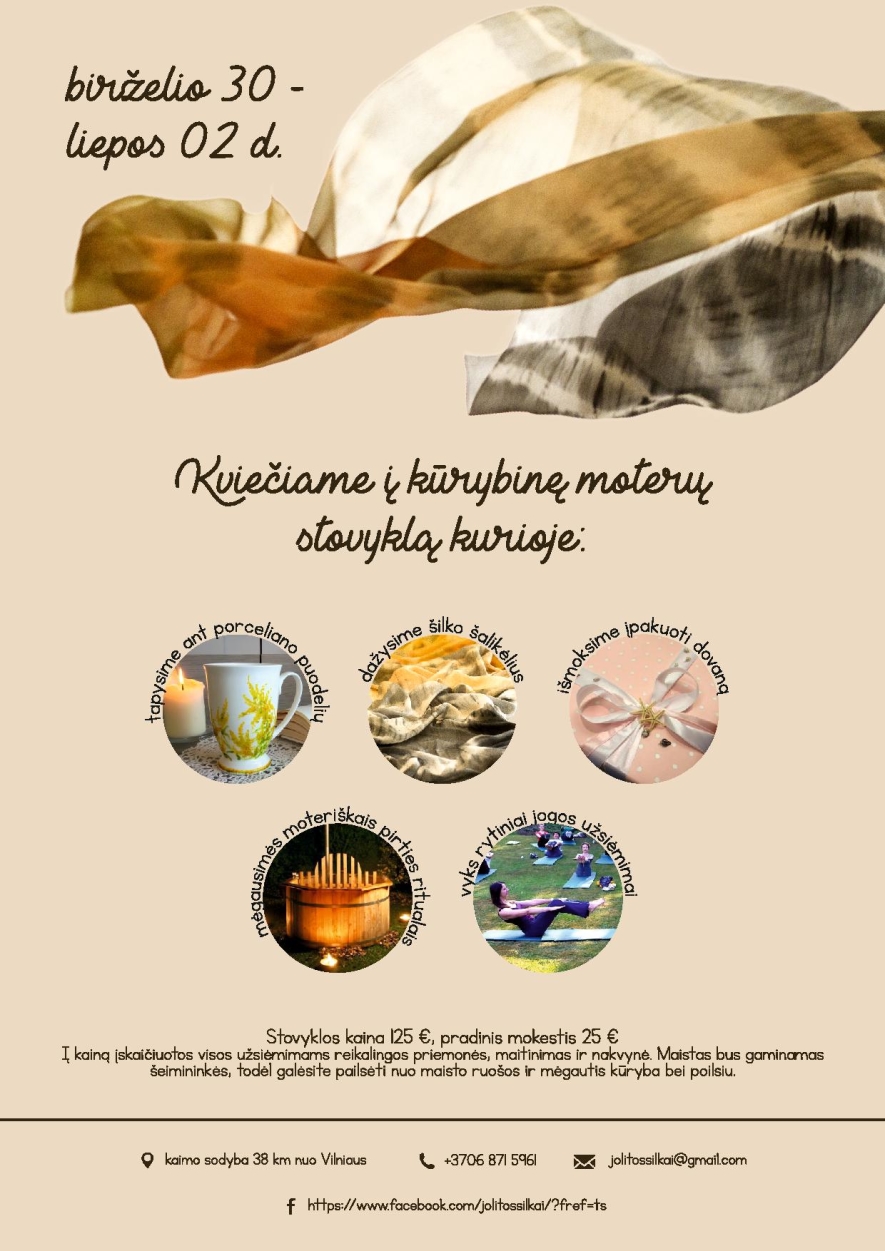 birželio 30 -
liepos 02 d.
Kviečiame į kūrybinę moterų
stovyklą kurioje:
tapysime ant porceliano puodelių
dažysime šilko šalikėlius
išmoksime įpakuoti dovaną
mėgausimės moteriškais pirties ritualais
vyks rytiniai jogos užsiėmimai
Stovyklos kaina 125 €, pradinis mokestis 25 €
Į kainą įskaičiuotos visos užsiėmimams reikalingos priemonės, maitinimas ir nakvynė. Maistas bus gaminamas
šeimininkės, todėl galėsite pailsėti nuo maisto ruošos ir mėgautis kūryba bei poilsiu.
kaimo sodyba 38 km nuo Vilniaus
+3706 871 5961
jolitossilkai@gmail.com
https://www.facebook.com/jolitossilkai/?fref=ts